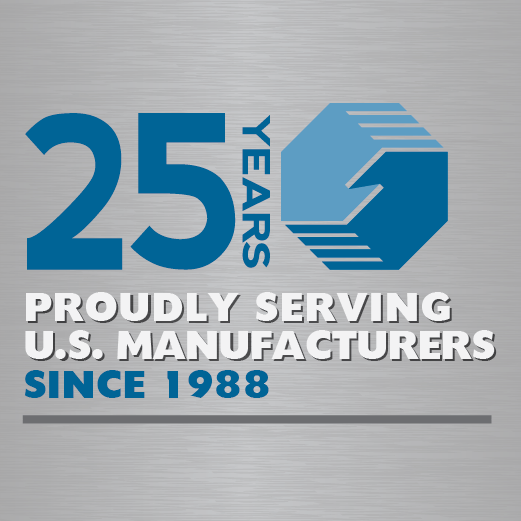 25 YEARS
PROUDLY SERVING
U.S. MANUFACTURERS
SINCE 1988